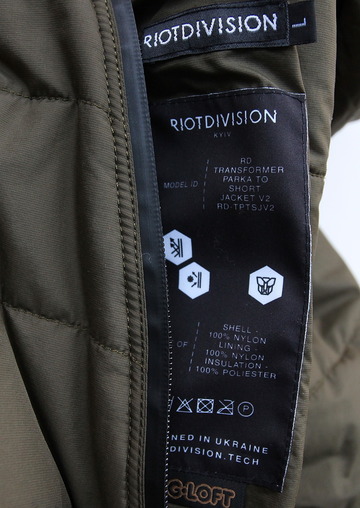 RIOTDIVISION
L
RIOTDIVISION
KYIV
MODEL ID
RD
TRANSFORMER
PARKA TO
SHORT
JACKET V2
RD-TPTSJV2
OF
SHELL -
100% NYLON
LINING -
100% NYLON
INSULATION -
100% POLIESTER
P
NED IN UKRAINE
DIVISION.TECH
G-LOFT